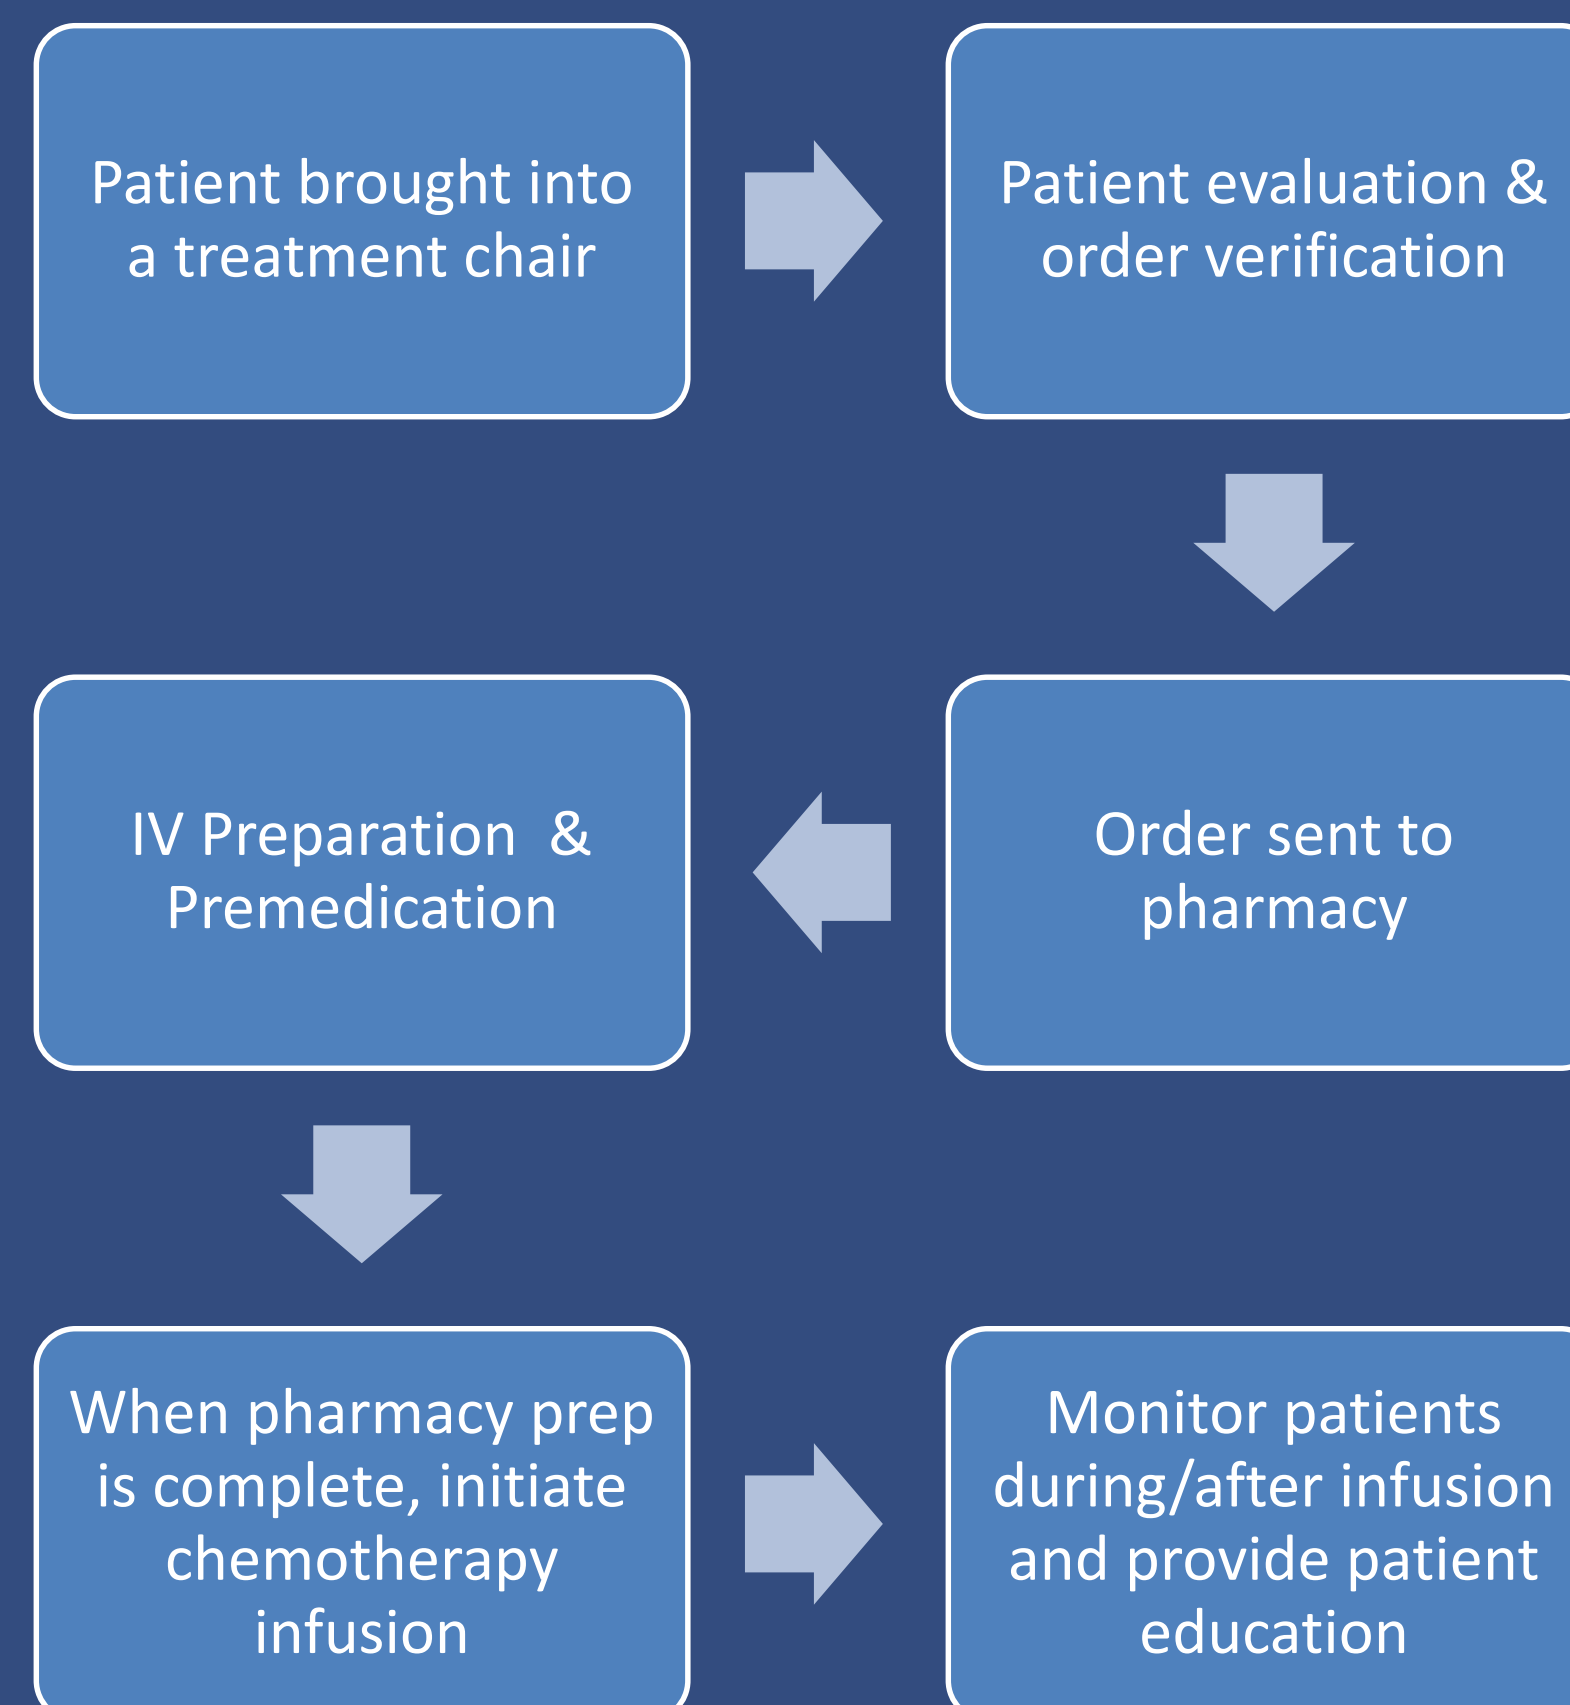 Patient brought into
a treatment chair
Patient evaluation &
order verification
Order sent to
pharmacy
IV Preparation  &
Premedication
When pharmacy prep
is complete, initiate
chemotherapy
infusion
Monitor patients
during/after infusion
and provide patient
education